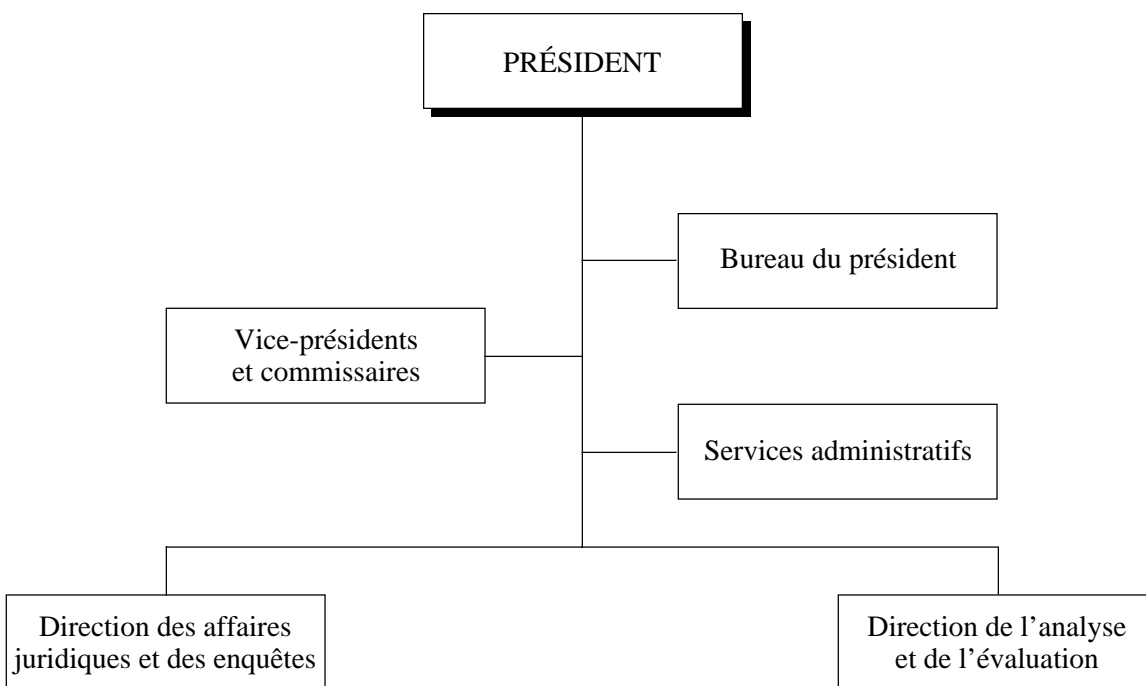 PRÉSIDENT
Bureau du président
Vice-présidents
et commissaires
Services administratifs
Direction des affaires
juridiques et des enquêtes
Direction de l’analyse
et de l’évaluation